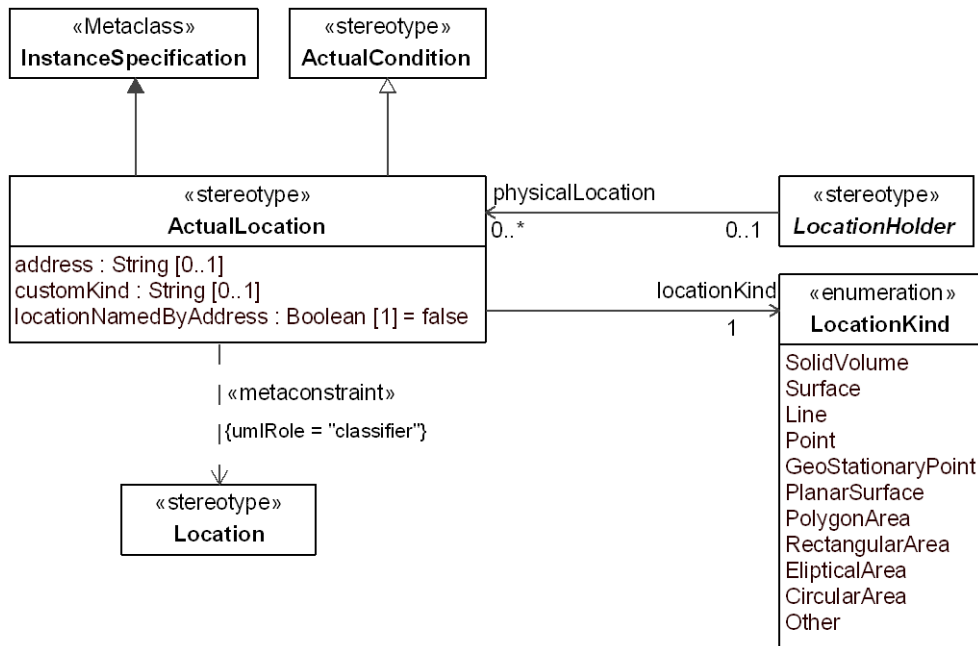 «Metaclass»
InstanceSpecification
«stereotype»
ActualCondition
«stereotype»
ActualLocation
address : String [0..1]
customKind : String [0..1]
locationNamedByAddress : Boolean [1] = false
physicalLocation
0..*
0..1
«stereotype»
LocationHolder
locationKind
1
«enumeration»
LocationKind
SolidVolume
Surface
Line
Point
GeoStationaryPoint
PlanarSurface
PolygonArea
RectangularArea
ElipticalArea
CircularArea
Other
«metaconstraint»
{umlRole = "classifier"}
«stereotype»
Location